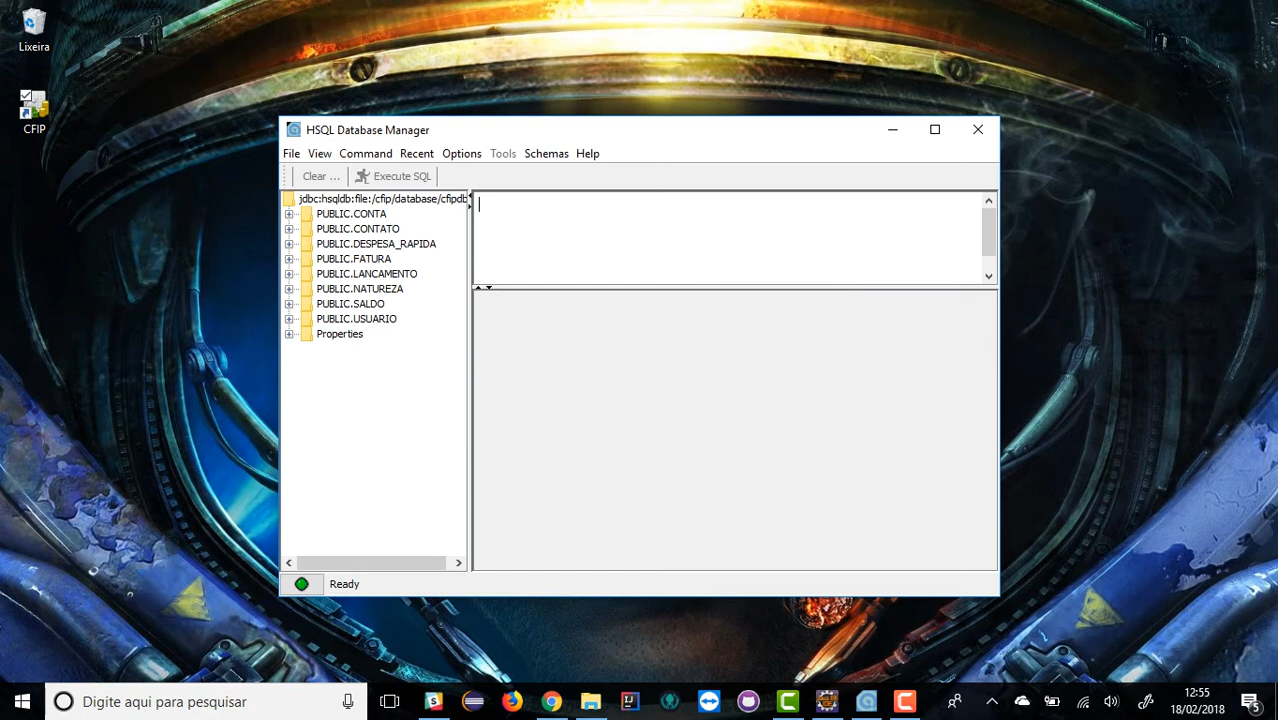 Lixeira
CFIP
HSQL Database Manager
File View Command Recent Options Tools Schemas Help
Clear ... Execute SQL
jdbc:hsqldb:file:/cfip/database/cfipdb
PUBLIC.CONTA
PUBLIC.CONTATO
PUBLIC.DESPESA_RAPIDA
PUBLIC.FATURA
PUBLIC.LANCAMENTO
PUBLIC.NATUREZA
PUBLIC.SALDO
PUBLIC.USUARIO
Properties
Ready
Digite aqui para pesquisar
12:55
18/02/2018
5